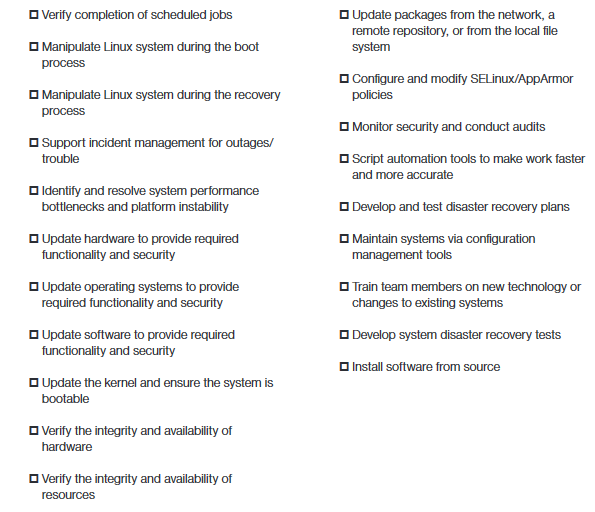 Verify completion of scheduled jobs
Manipulate Linux system during the boot
process
Manipulate Linux system during the recovery
process
Support incident management for outages/
trouble
Identify and resolve system performance
bottlenecks and platform instability
Update hardware to provide required
functionality and security
Update operating systems to provide
required functionality and security
Update software to provide required
functionality and security
Update the kernel and ensure the system is
bootable
Verify the integrity and availability of
hardware
Verify the integrity and availability of
resources
Update packages from the network, a
remote repository, or from the local file
system
Configure and modify SELinux/AppArmor
policies
Monitor security and conduct audits
Script automation tools to make work faster
and more accurate
Develop and test disaster recovery plans
Maintain systems via configuration
management tools
Train team members on new technology or
changes to existing systems
Develop system disaster recovery tests
Install software from source